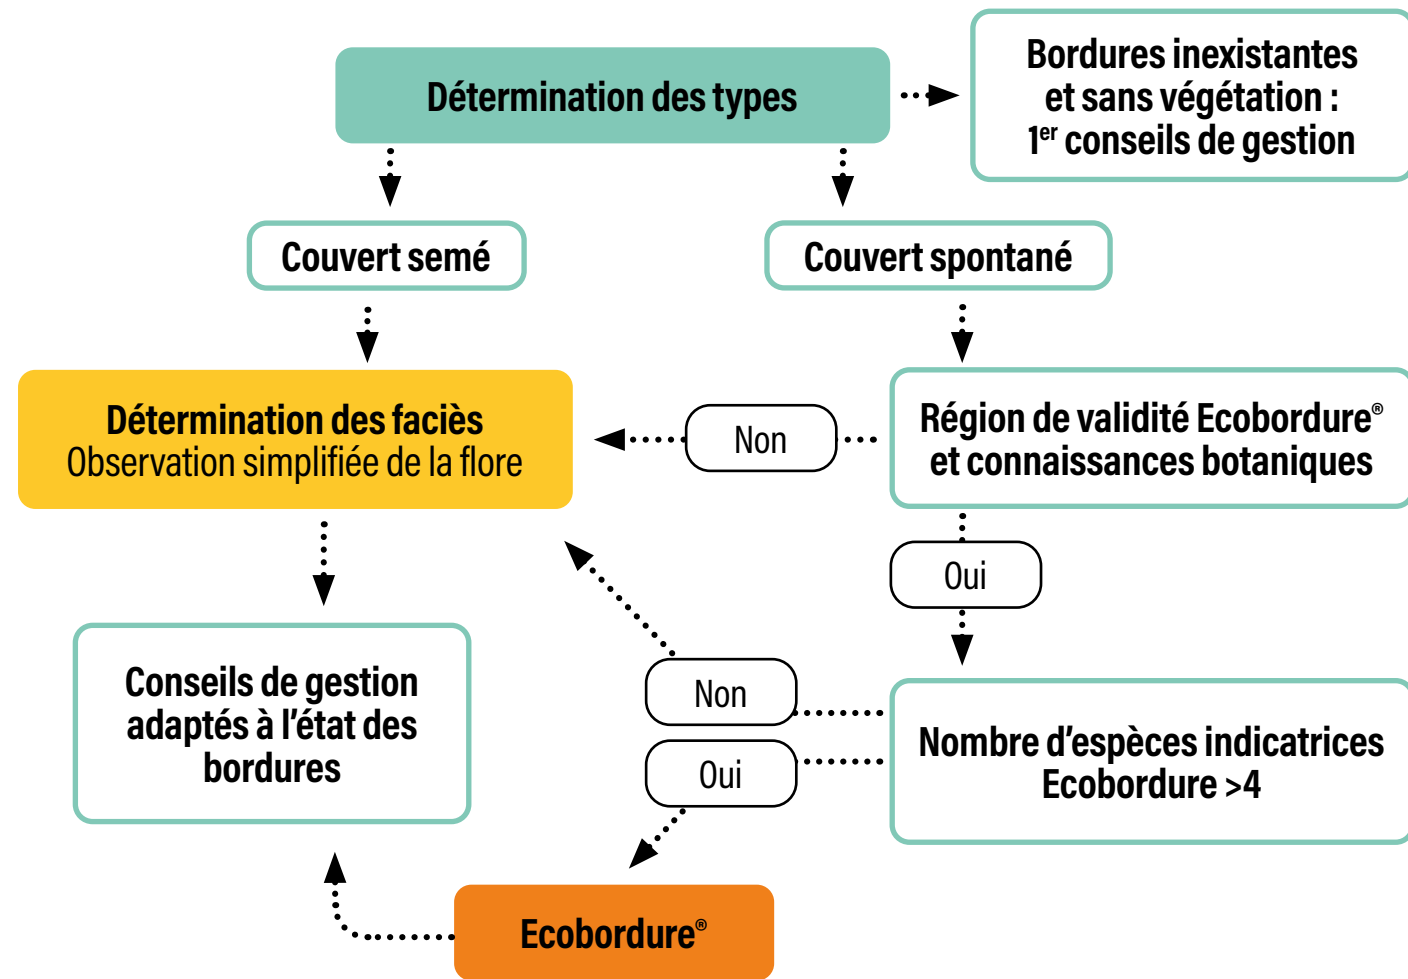 Détermination des types
Bordures inexistantes
et sans végétation :
1er conseils de gestion
Couvert semé
Couvert spontané
Détermination des faciès
Observation simplifiée de la flore
Non
Région de validité Ecobordure®
et connaissances botaniques
Oui
Conseils de gestion
adaptés à l'état des
bordures
Non
Oui
Nombre d'espèces indicatrices
Ecobordure >4
Ecobordure®